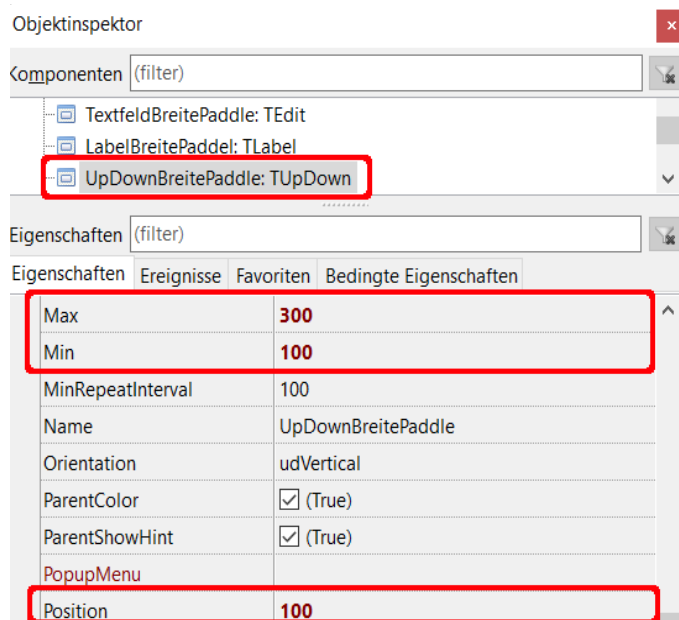 Objektinspektor
Komponenten (filter)
TextfeldBreitePaddle: TEdit
LabelBreitePaddel: TLabel
UpDownBreitePaddle: TUpDown
Eigenschaften (filter)
Eigenschaften Ereignisse Favoriten Bedingte Eigenschaften
Max 300
Min 100
MinRepeatInterval 100
Name UpDownBreitePaddle
Orientation udVertical
ParentColor (True)
ParentShowHint (True)
PopupMenu
Position 100